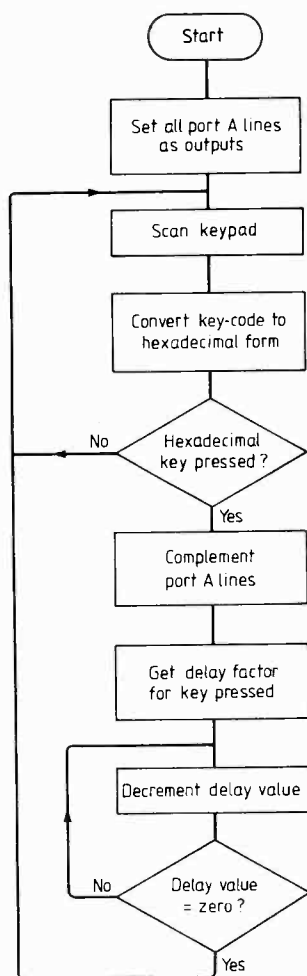 Start
Set all port A lines
as outputs
Scan keypad
Convert key-code to
hexadecimal form
Hexadecimal
key pressed?
No
Yes
Complement
port A lines
Get delay factor
for key pressed
Decrement delay value
Delay value
= zero?
No
Yes